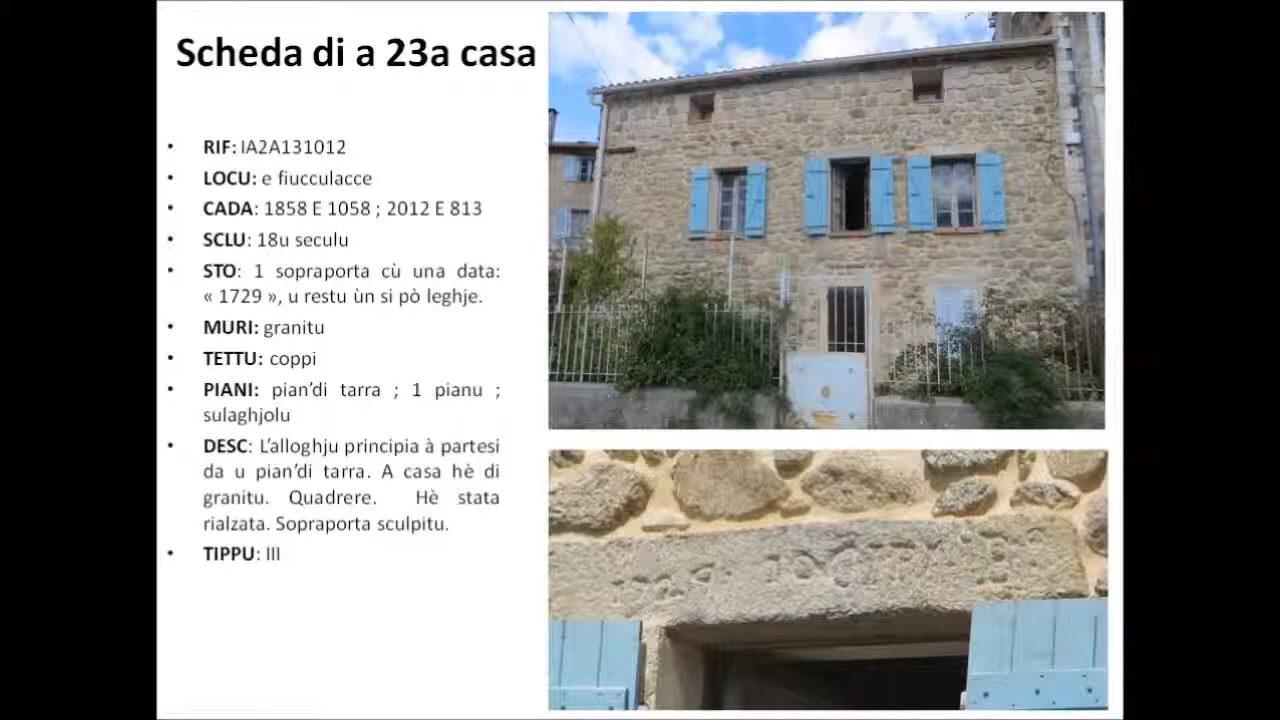 Scheda di a 23a casa
• RIF: IA2A131012
• LOCU: e fiucculacce
• CADA: 1858 E 1058 ; 2012 E 813
• SCLU: 18u seculu
• STO: 1 sopraporta cù una data:
« 1729 », u restu ùn si pò leghje.
• MURI: granitu
• TETTU: coppi
• PIANI: pian’di tarra ; 1 pianu ;
sulaghjolu
• DESC: L’alloghju principia à partesi
da u pian’di tarra. A casa hè di
granitu. Quadrere. Hè stata
rialzata. Sopraporta sculpitu.
• TIPPU: III